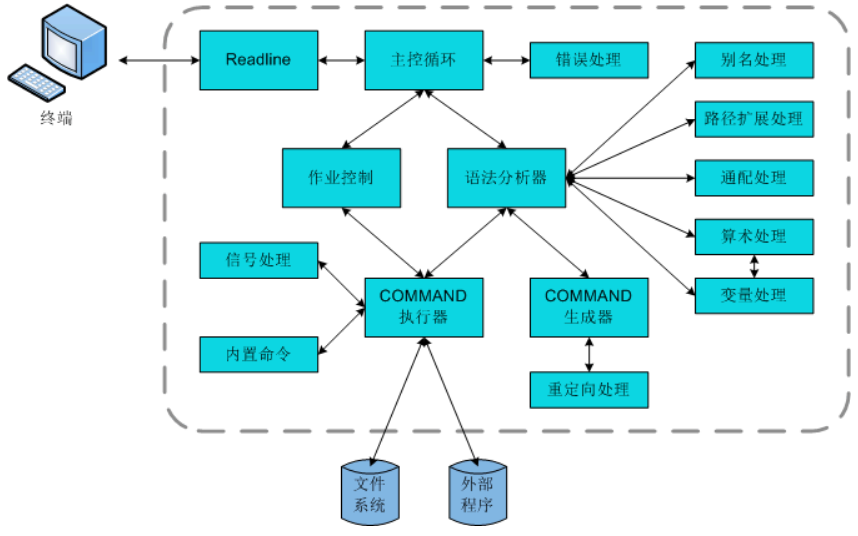 终端
Readline
主控循环
错误处理
别名处理
路径扩展处理
作业控制
语法分析器
通配处理
算术处理
信号处理
COMMAND
执行器
COMMAND
生成器
变量处理
内置命令
重定向处理
文件
系统
外部
程序